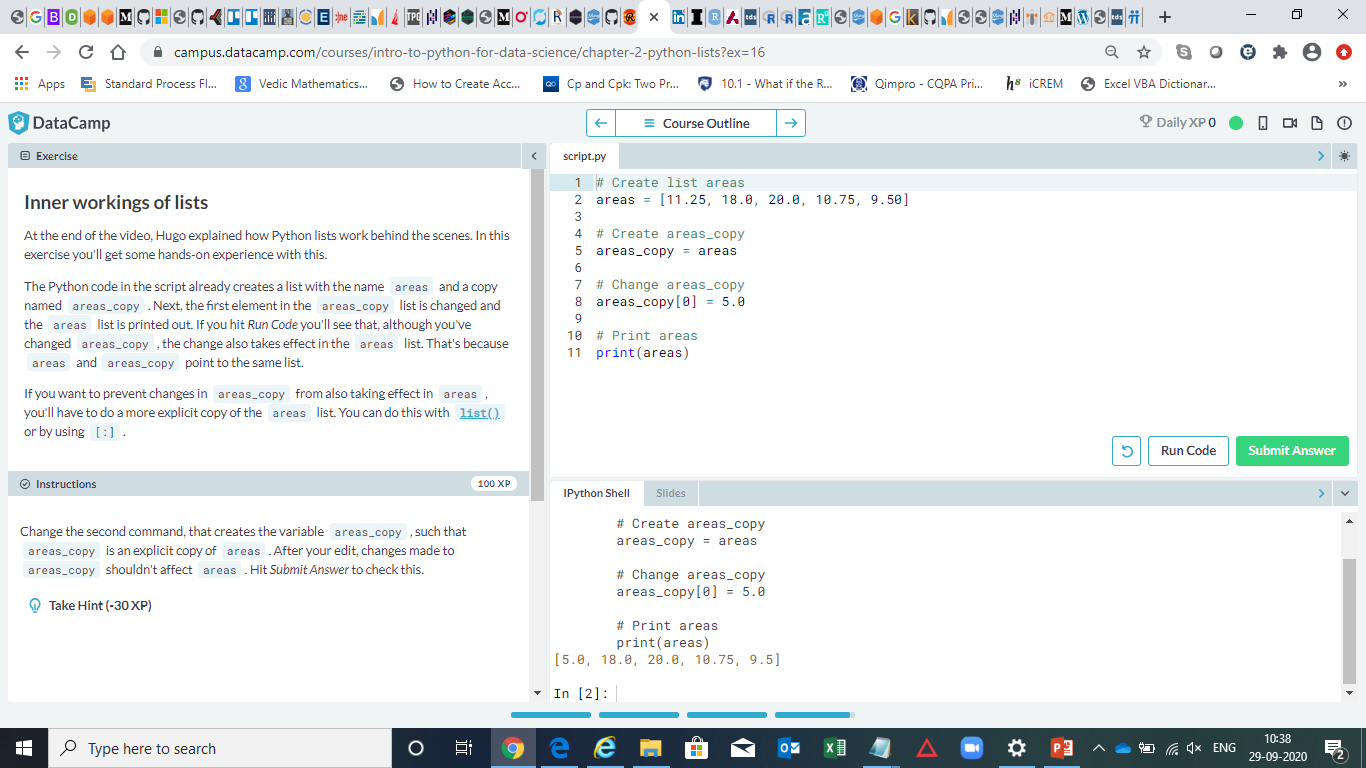 campus.datacamp.com/courses/intro-to-python-for-data-science/chapter-2-python-lists?ex=16
Apps Standard Process Fl... Vedic Mathematics... How to Create Acc... Cp and Cpk: Two Pr... 10.1 - What if the R... Qimpro - CQPA Pri... iCREM Excel VBA Dictionar...
DataCamp
Course Outline
Daily XP 0
Exercise
Inner workings of lists
At the end of the video, Hugo explained how Python lists work behind the scenes. In this
exercise you'll get some hands-on experience with this.
The Python code in the script already creates a list with the name areas and a copy
named areas_copy . Next, the first element in the areas_copy list is changed and
the areas list is printed out. If you hit Run Code you'll see that, although you've
changed areas_copy , the change also takes effect in the areas list. That's because
areas and areas_copy point to the same list.
If you want to prevent changes in areas_copy from also taking effect in areas ,
you'll have to do a more explicit copy of the areas list. You can do this with list()
or by using [:] .
Instructions 100 XP
Change the second command, that creates the variable areas_copy , such that
areas_copy is an explicit copy of areas . After your edit, changes made to
areas_copy shouldn't affect areas . Hit Submit Answer to check this.
Take Hint (-30 XP)
script.py
1 # Create list areas
2 areas = [11.25, 18.0, 20.0, 10.75, 9.50]
3
4 # Create areas_copy
5 areas_copy = areas
6
7 # Change areas_copy
8 areas_copy[0] = 5.0
9
10 # Print areas
11 print(areas)
Run Code Submit Answer
IPython Shell Slides
# Create areas_copy
areas_copy = areas
# Change areas_copy
areas_copy[0] = 5.0
# Print areas
print(areas)
[5.0, 18.0, 20.0, 10.75, 9.5]
In [2]:
Type here to search
ENG
10:38
29-09-2020
2